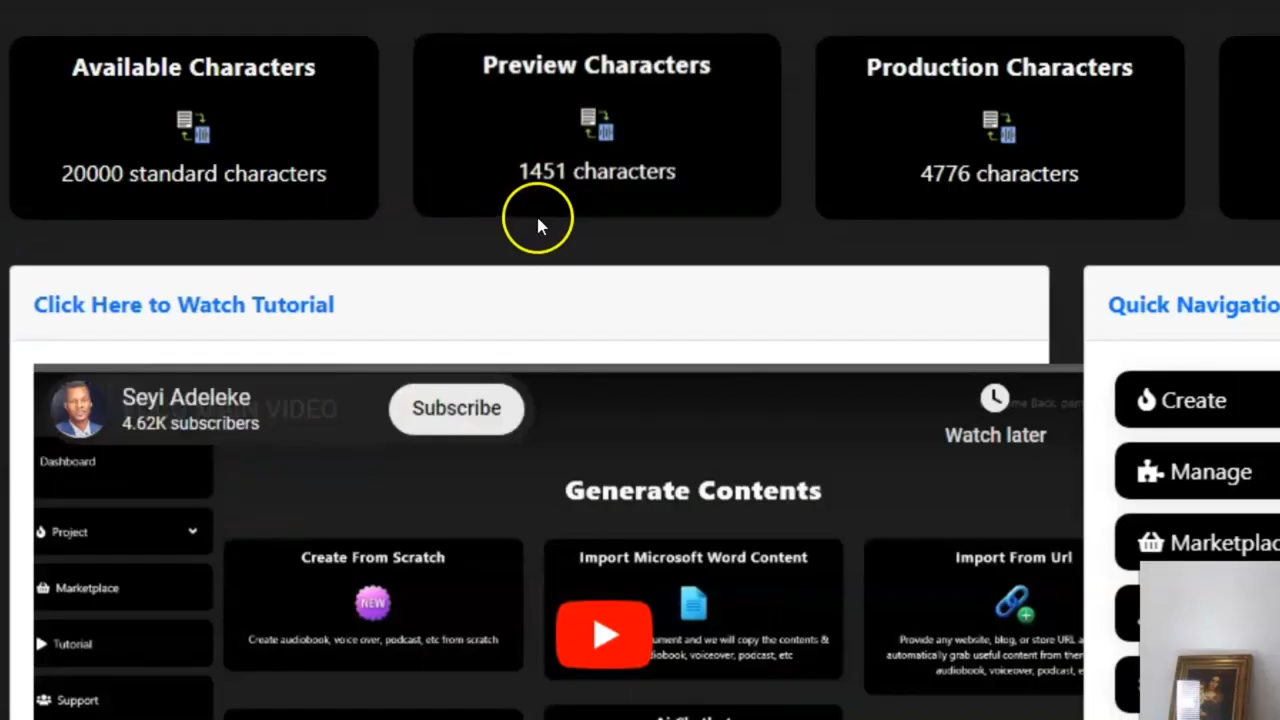 Available Characters
20000 standard characters
Preview Characters
1451 characters
Production Characters
4776 characters
Click Here to Watch Tutorial
Quick Navigatio
Seyi Adeleke
4.62K subscribers
VIDEO
Subscribe
Watch later
Dashboard
Project
Marketplace
Tutorial
Support
Generate Contents
Create From Scratch
NEW
Create audiobook, voice over, podcast, etc from scratch
Import Microsoft Word Content
ument and we will copy the contents &
diobook, voiceover, podcast, etc
Import From Url
Provide any website, blog, or store URL a
automatically grab useful content from the
audiobook, voiceover, podcast, e
Create
Manage
Marketplac